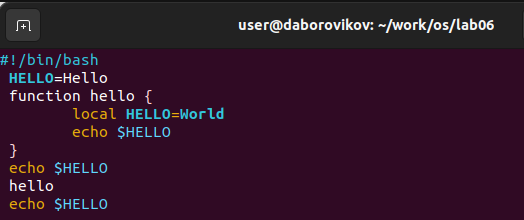 user@daborovikov: ~/work/os/lab06
#!/bin/bash
 HELLO=Hello
 function hello {
        local HELLO=World
        echo $HELLO
 }
 echo $HELLO
 hello
 echo $HELLO